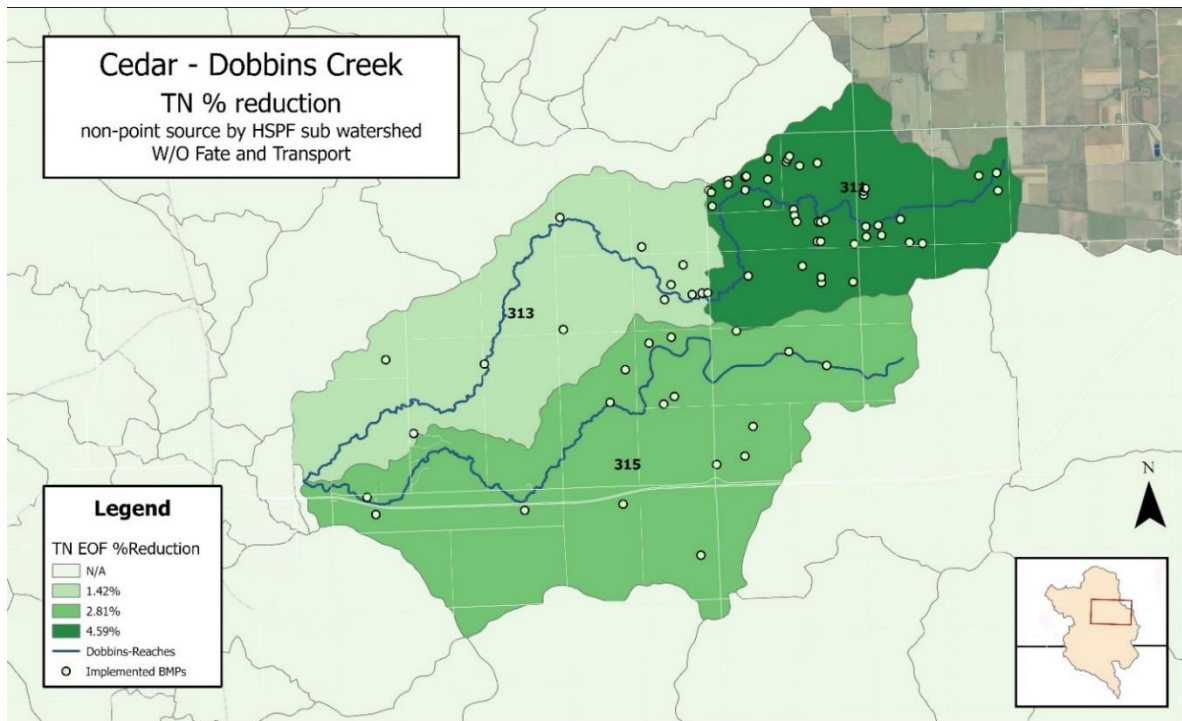 Cedar - Dobbins Creek
TN % reduction
non-point source by HSPF sub watershed
W/O Fate and Transport
311
313
315
N
Legend
TN EOF %Reduction
N/A
1.42%
2.81%
4.59%
Dobbins-Reaches
Implemented BMPs